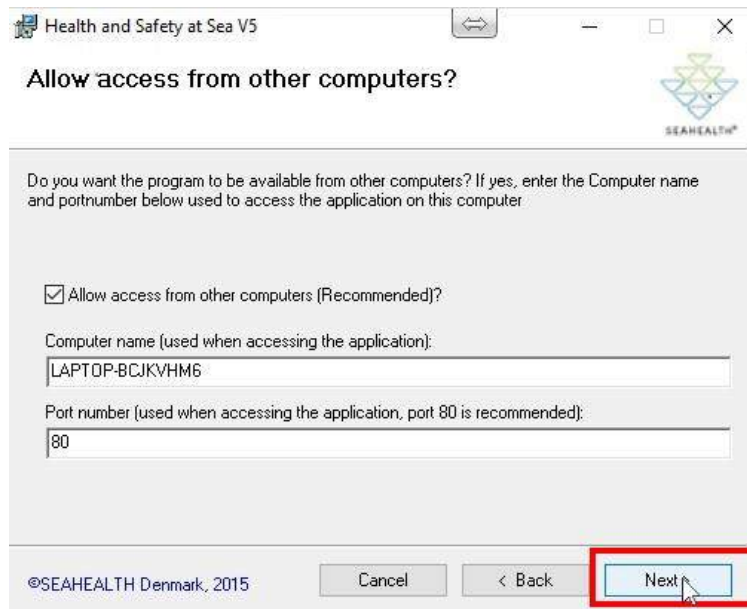 Health and Safety at Sea V5
Allow access from other computers?
SEAHEALTH®
Do you want the program to be available from other computers? If yes, enter the Computer name
and portnumber below used to access the application on this computer
Allow access from other computers (Recommended)?
Computer name (used when accessing the application):
LAPTOP-BCJKVHM6
Port number (used when accessing the application, port 80 is recommended):
80
©SEAHEALTH Denmark, 2015
Cancel
< Back
Next